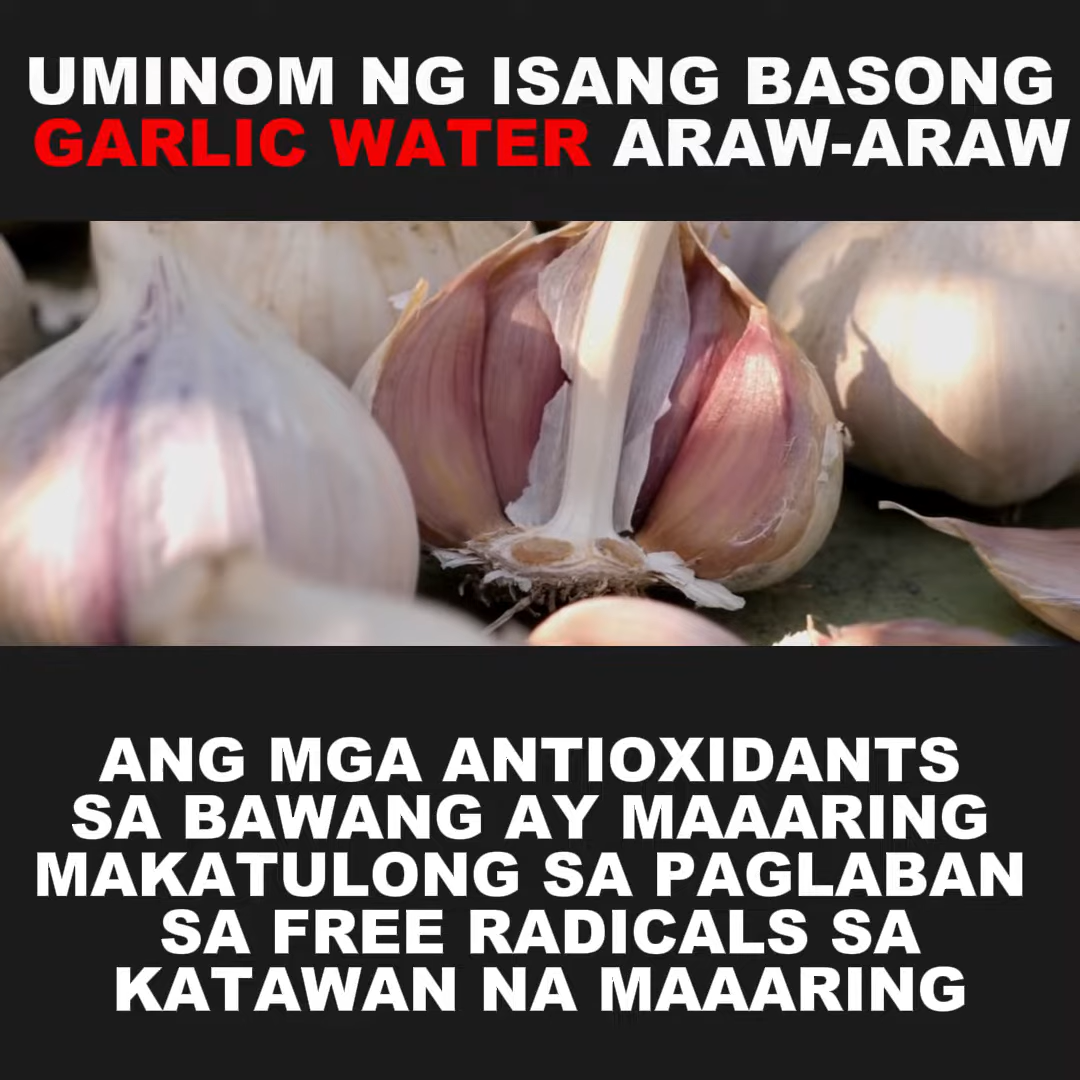 UMINOM NG ISANG BASONG
GARLIC WATER ARAW-ARAW
ANG MGA ANTIOXIDANTS
SA BAWANG AY MAAARING
MAKATULONG SA PAGLABAN
SA FREE RADICALS SA
KATAWAN NA MAAARING